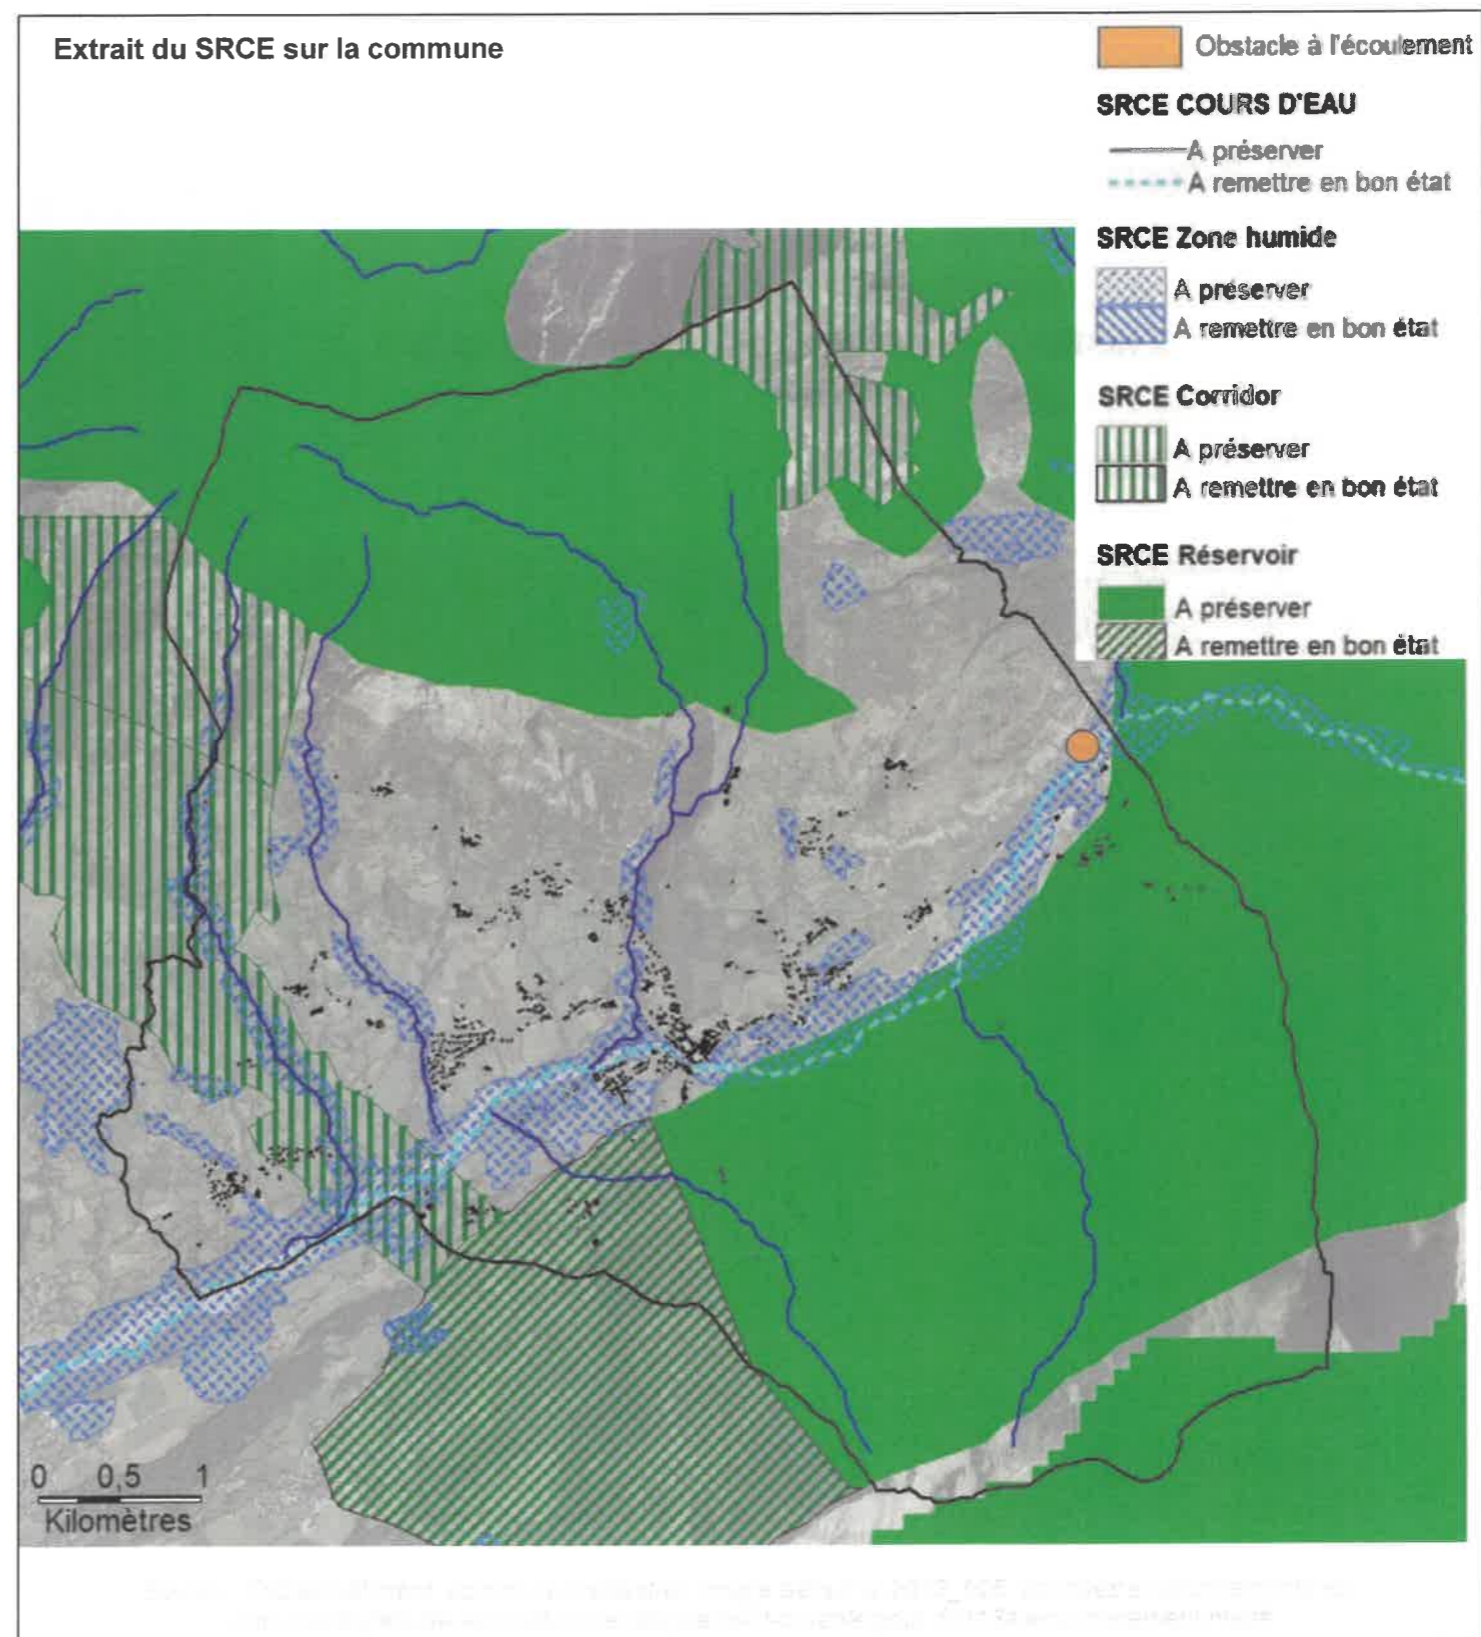 Extrait du SRCE sur la commune
Obstacle à l'écoulement
SRCE COURS D'EAU
A préserver
A remettre en bon état
SRCE Zone humide
A préserver
A remettre en bon état
SRCE Corridor
A préserver
A remettre en bon état
SRCE Réservoir
A préserver
A remettre en bon état
0 0,5 1
Kilomètres